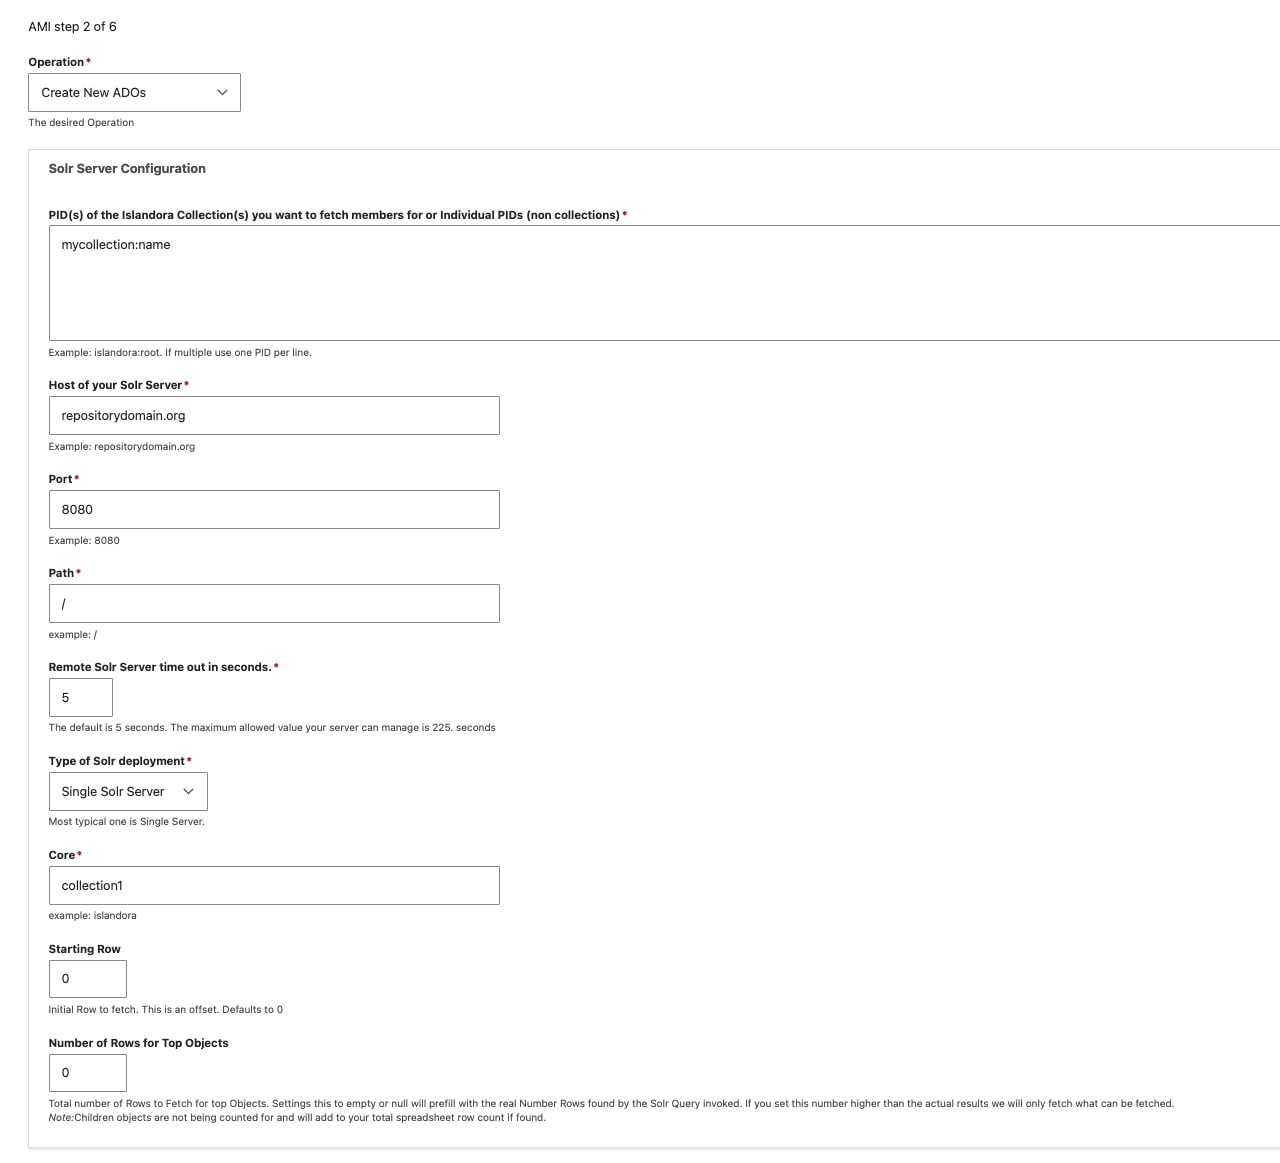 AMI step 2 of 6
Operation*
Create New ADOs
The desired Operation
Solr Server Configuration
PID(s) of the Islandora Collection(s) you want to fetch members for or Individual PIDs (non collections)*
mycollection:name
Example: islandora:root. If multiple use one PID per line.
Host of your Solr Server*
repositorydomain.org
Example: repositorydomain.org
Port*
8080
Example: 8080
Path*
/
example: /
Remote Solr Server time out in seconds.*
5
The default is 5 seconds. The maximum allowed value your server can manage is 225. seconds
Type of Solr deployment*
Single Solr Server
Most typical one is Single Server.
Core*
collection1
example: islandora
Starting Row
0
Initial Row to fetch. This is an offset. Defaults to 0
Number of Rows for Top Objects
0
Total number of Rows to Fetch for top Objects. Settings this to empty or null will prefill with the real Number Rows found by the Solr Query invoked. If you set this number higher than the actual results we will only fetch what can be fetched.
Note:Children objects are not being counted for and will add to your total spreadsheet row count if found.